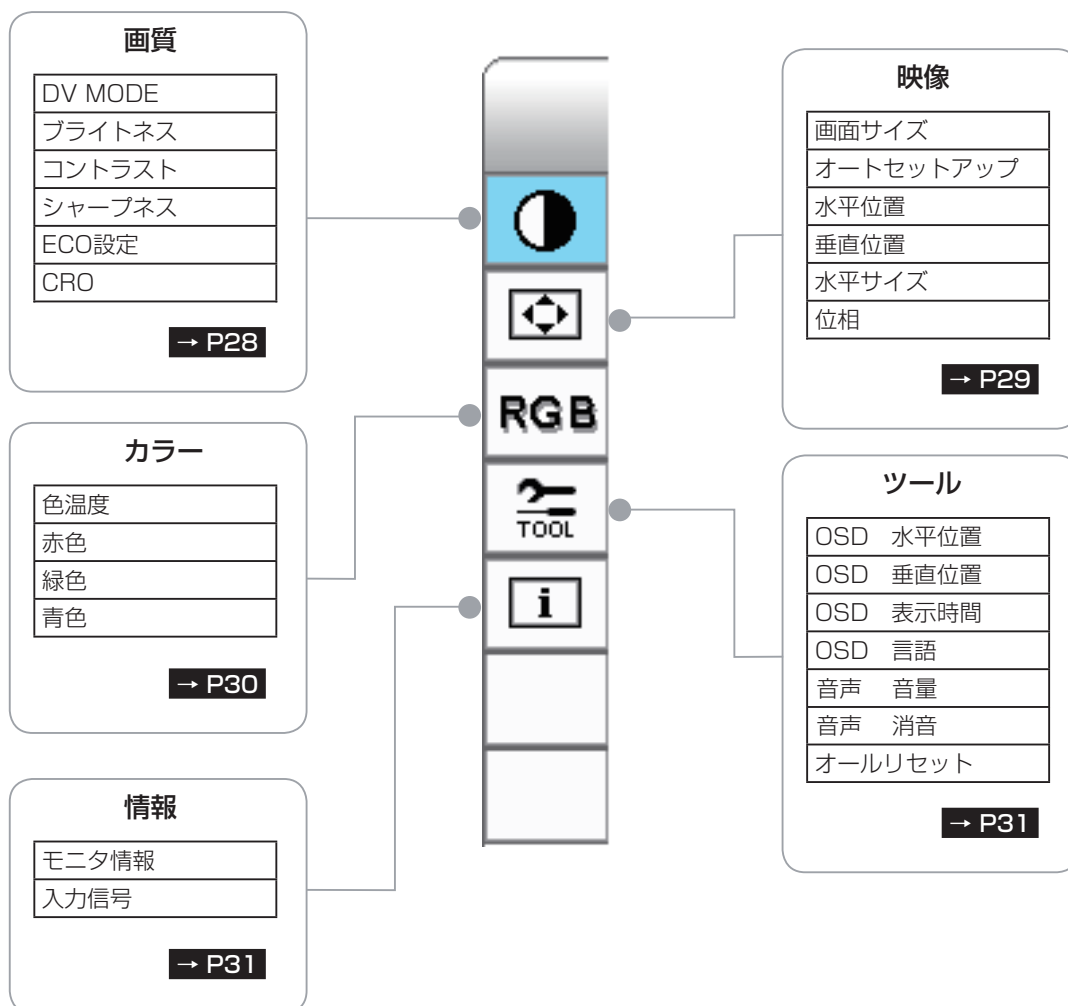 画質
DV MODE
ブライトネス
コントラスト
シャープネス
ECO設定
CRO
→ P28
カラー
色温度
赤色
緑色
青色
→ P30
情報
モニタ情報
入力信号
→ P31
RGB
TOOL
i
映像
画面サイズ
オートセットアップ
水平位置
垂直位置
水平サイズ
位相
→ P29
ツール
OSD 水平位置
OSD 垂直位置
OSD 表示時間
OSD 言語
音声 音量
音声 消音
オールリセット
→ P31